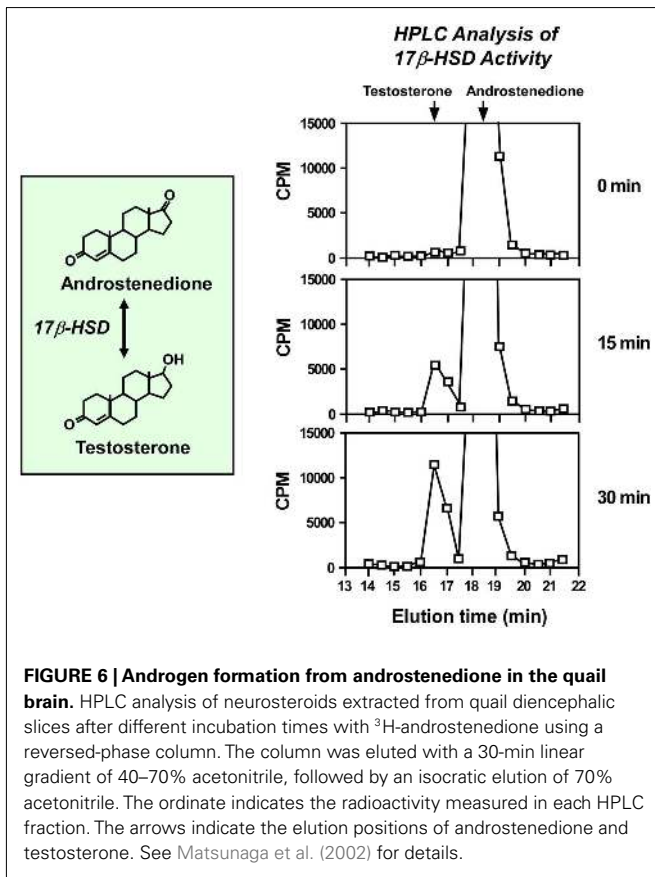 HPLC Analysis of
17β-HSD Activity
Testosterone Androstenedione
15000
10000
5000
0
CPM
0 min
O
O
Androstenedione
17β-HSD
OH
O
Testosterone
15000
10000
5000
0
CPM
15 min
15000
10000
5000
0
CPM
30 min
13 14 15 16 17 18 19 20 21 22
Elution time (min)
FIGURE 6 | Androgen formation from androstenedione in the quail
brain. HPLC analysis of neurosteroids extracted from quail diencephalic
slices after different incubation times with ³H-androstenedione using a
reversed-phase column. The column was eluted with a 30-min linear
gradient of 40–70% acetonitrile, followed by an isocratic elution of 70%
acetonitrile. The ordinate indicates the radioactivity measured in each HPLC
fraction. The arrows indicate the elution positions of androstenedione and
testosterone. See Matsunaga et al. (2002) for details.